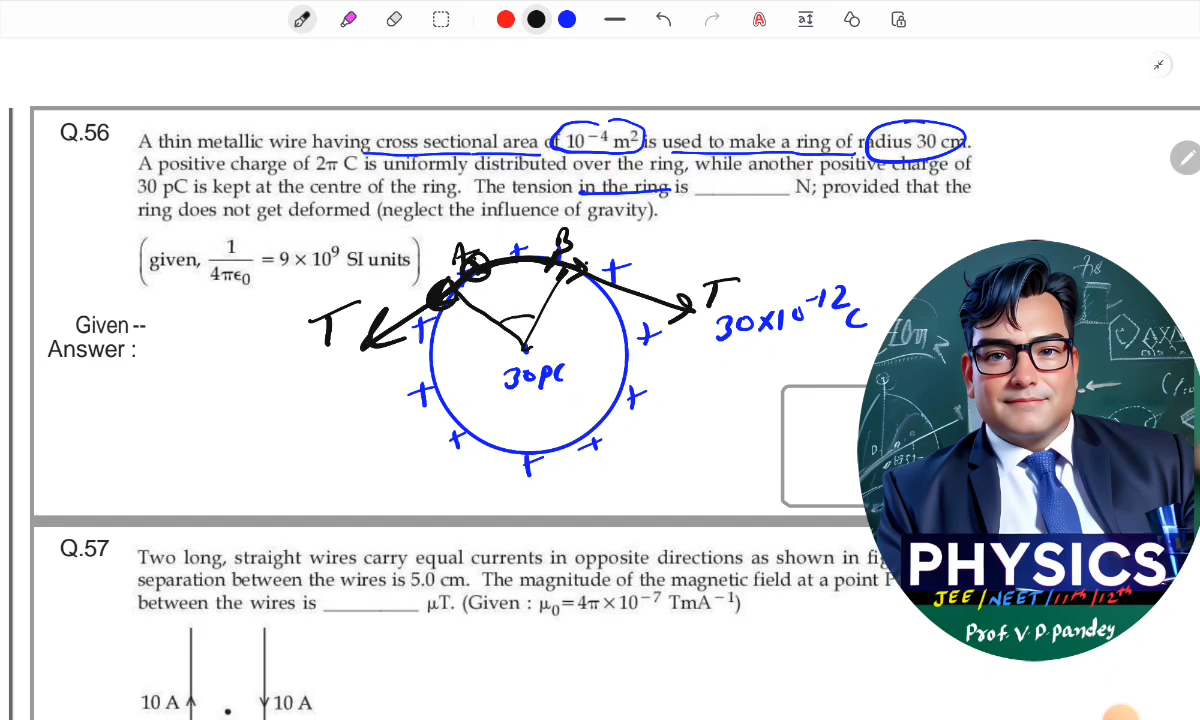 Q.56
A thin metallic wire having cross sectional area of 10⁻⁴ m² is used to make a ring of radius 30 cm.
A positive charge of 2π C is uniformly distributed over the ring, while another positive charge of
30 pC is kept at the centre of the ring. The tension in the ring is ________ N; provided that the
ring does not get deformed (neglect the influence of gravity).
(given, 1/4πϵ₀ = 9 × 10⁹ SI units)
Given --
Answer :
A
B
T
T
30×10⁻¹²C
30pC
Q.57
Two long, straight wires carry equal currents in opposite directions as shown in
separation between the wires is 5.0 cm. The magnitude of the magnetic field at a point P
between the wires is ________ μT. (Given : μ₀=4π×10⁻⁷ TmA⁻¹)
10 A
10 A
PHYSICS
JEE/NEET/11th/12th
Prof. V.P. Pandey